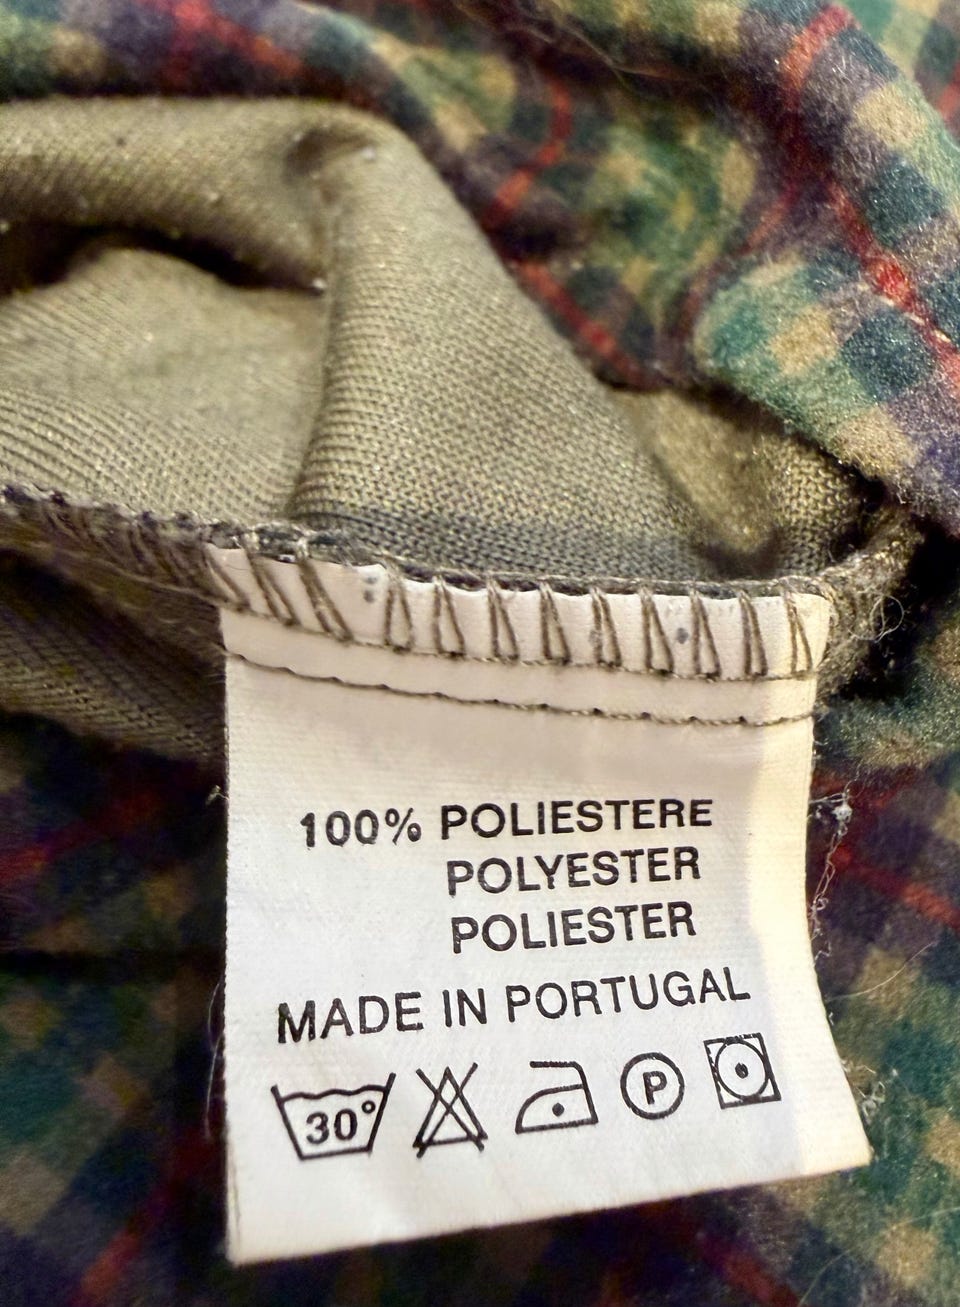 100% POLIESTERE
POLYESTER
POLIESTER
MADE IN PORTUGAL
30° P